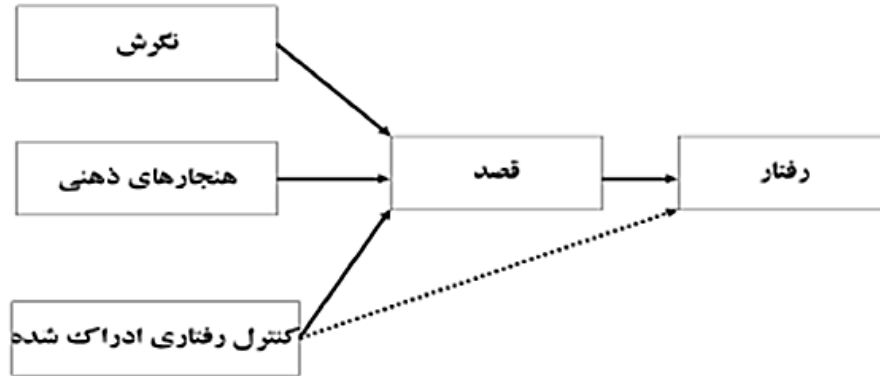 نگرش
هنجارهای ذهنی
قصد
رفتار
کنترل رفتاری ادراک شده